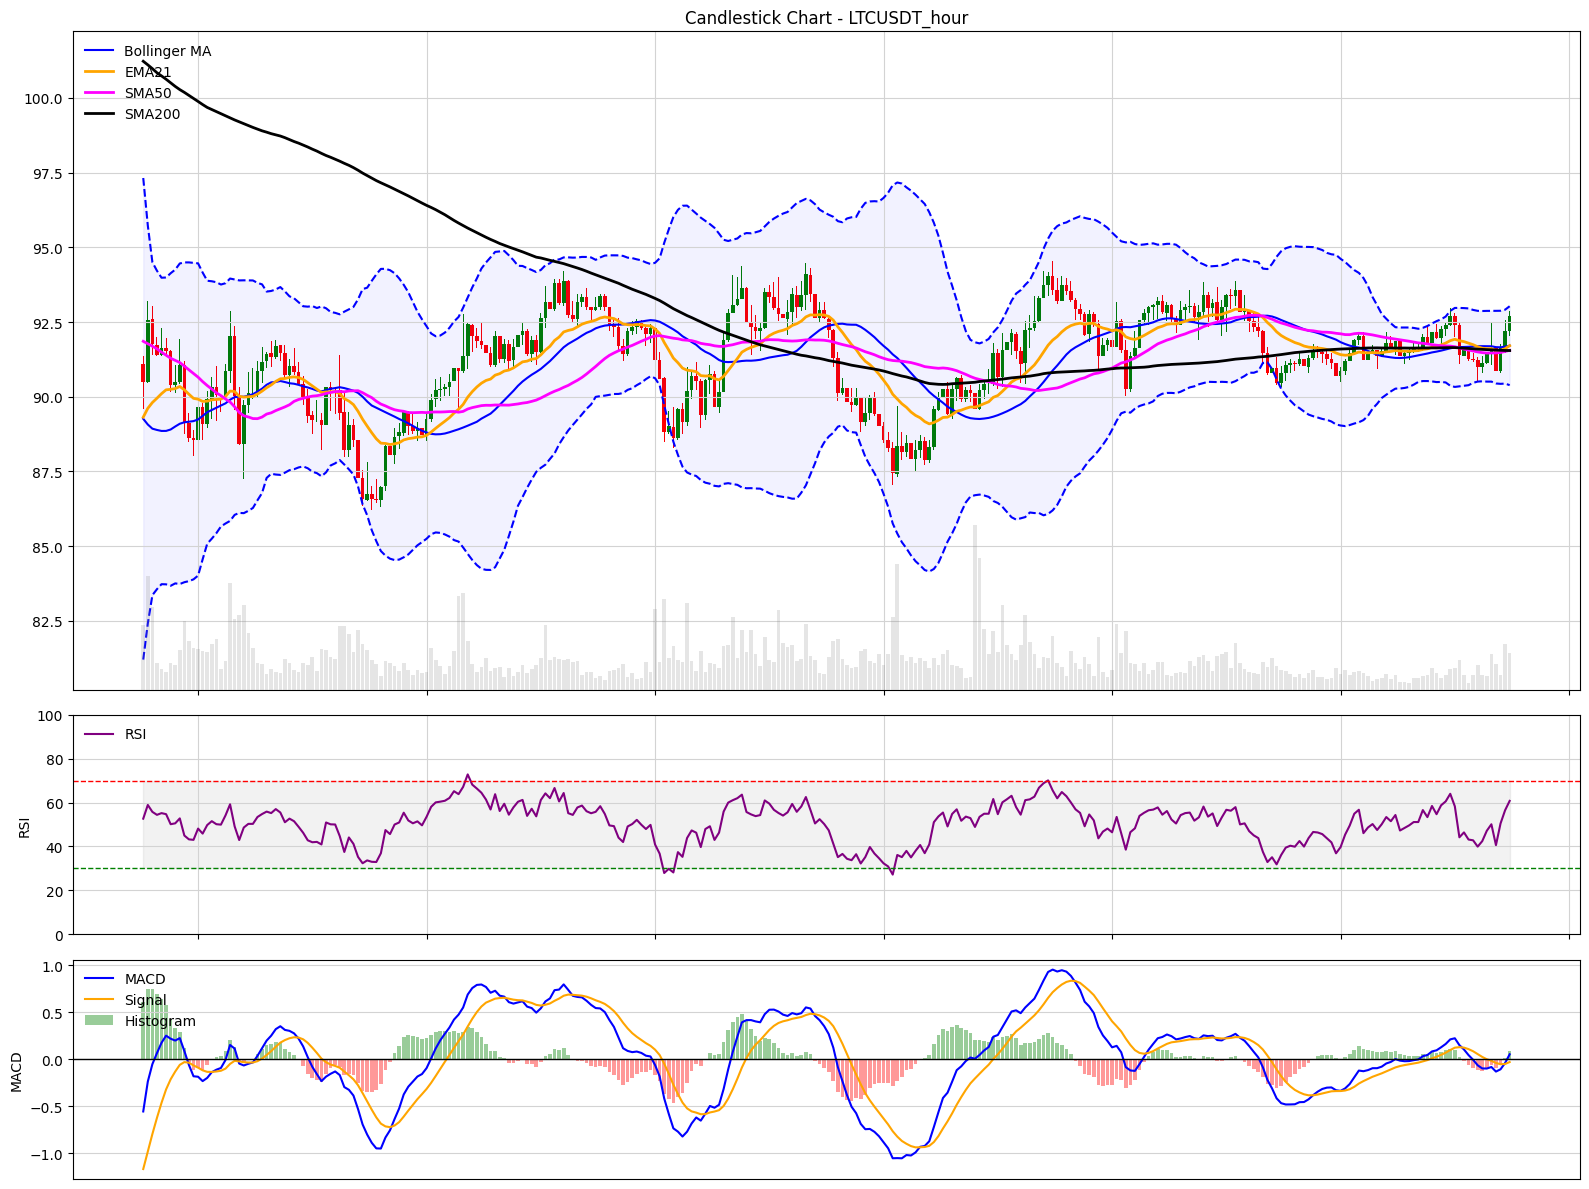 Candlestick Chart - LTCUSDT_hour
Bollinger MA
EMA21
SMA50
SMA200
100.0
97.5
95.0
92.5
90.0
87.5
85.0
82.5
RSI
100
80
60
40
20
0
RSI
MACD
Signal
Histogram
1.0
0.5
0.0
−0.5
−1.0
MACD